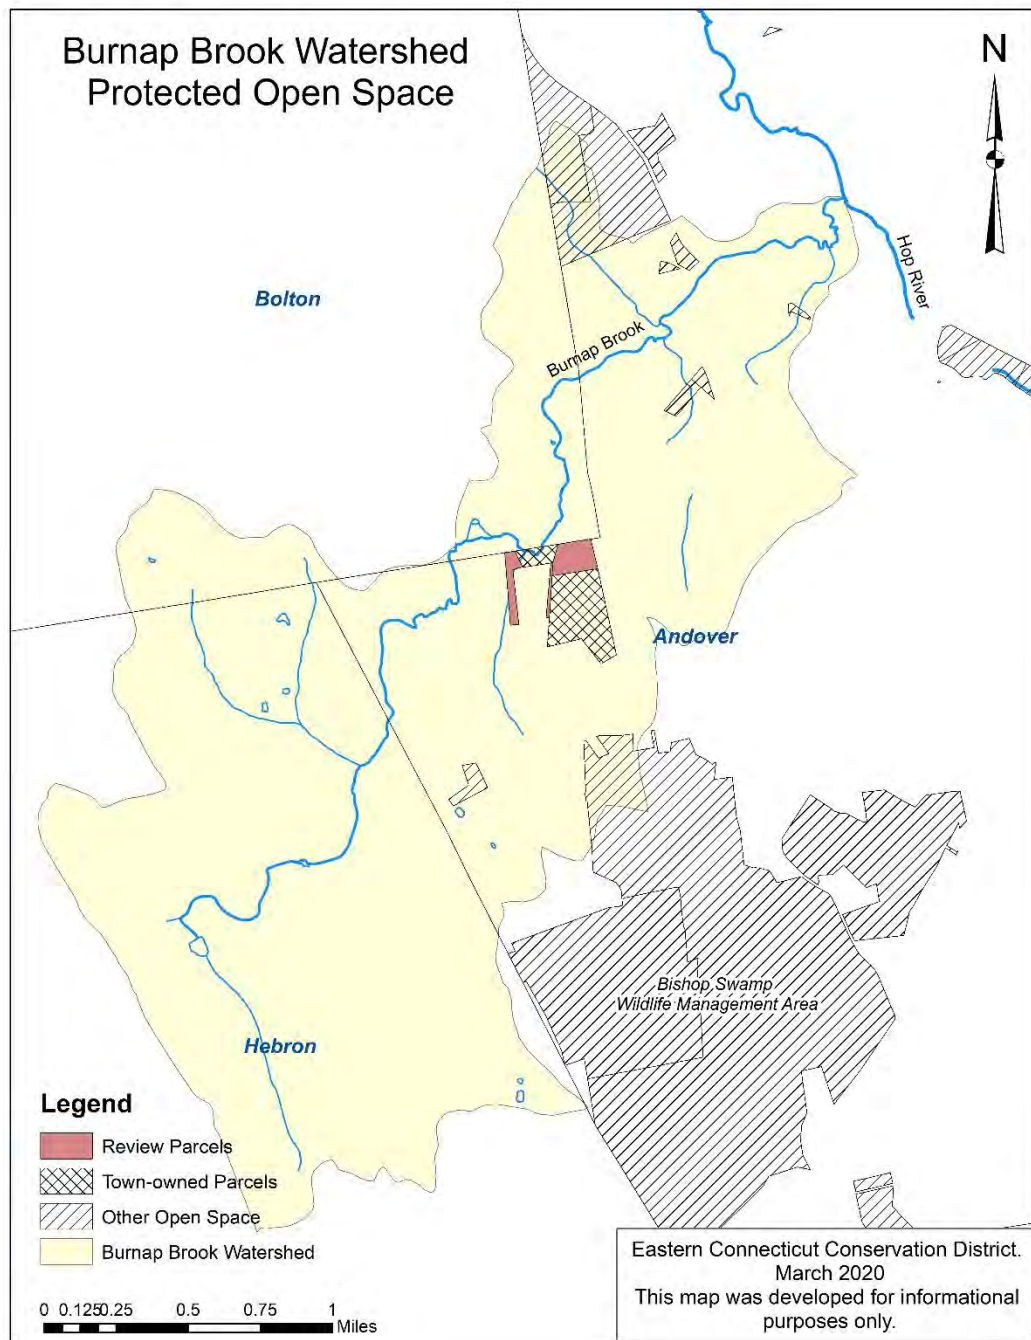 Burnap Brook Watershed
Protected Open Space
N
Hop River
Bolton
Burnap Brook
Andover
Bishop Swamp
Wildlife Management Area
Hebron
Legend
Review Parcels
Town-owned Parcels
Other Open Space
Burnap Brook Watershed
0 0.1250.25 0.5 0.75 1
Miles
Eastern Connecticut Conservation District.
March 2020
This map was developed for informational
purposes only.